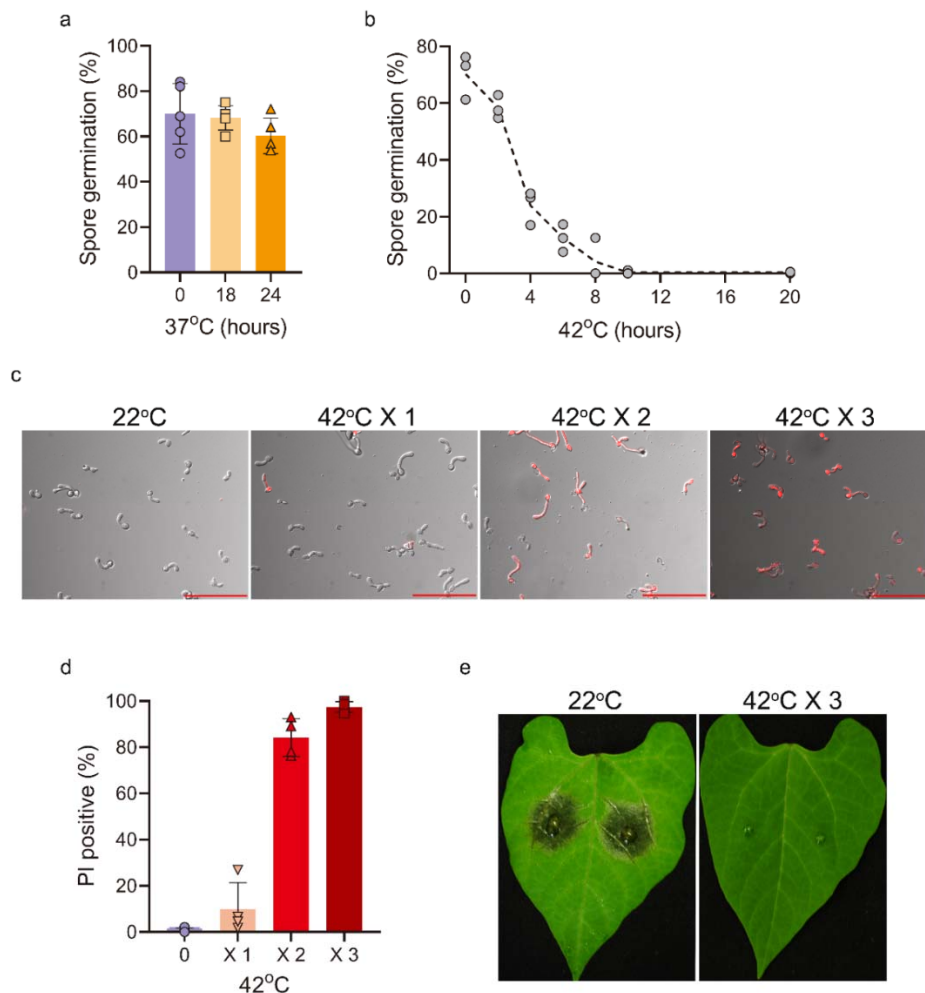 a
Spore germination (%)
100
80
60
40
20
0
0 18 24
37°C (hours)
b
Spore germination (%)
80
60
40
20
0
0 4 8 12 16 20
42°C (hours)
c
22°C 42°C X 1 42°C X 2 42°C X 3
d
PI positive (%)
100
80
60
40
20
0
0 X 1 X 2 X 3
42°C
e
22°C 42°C X 3